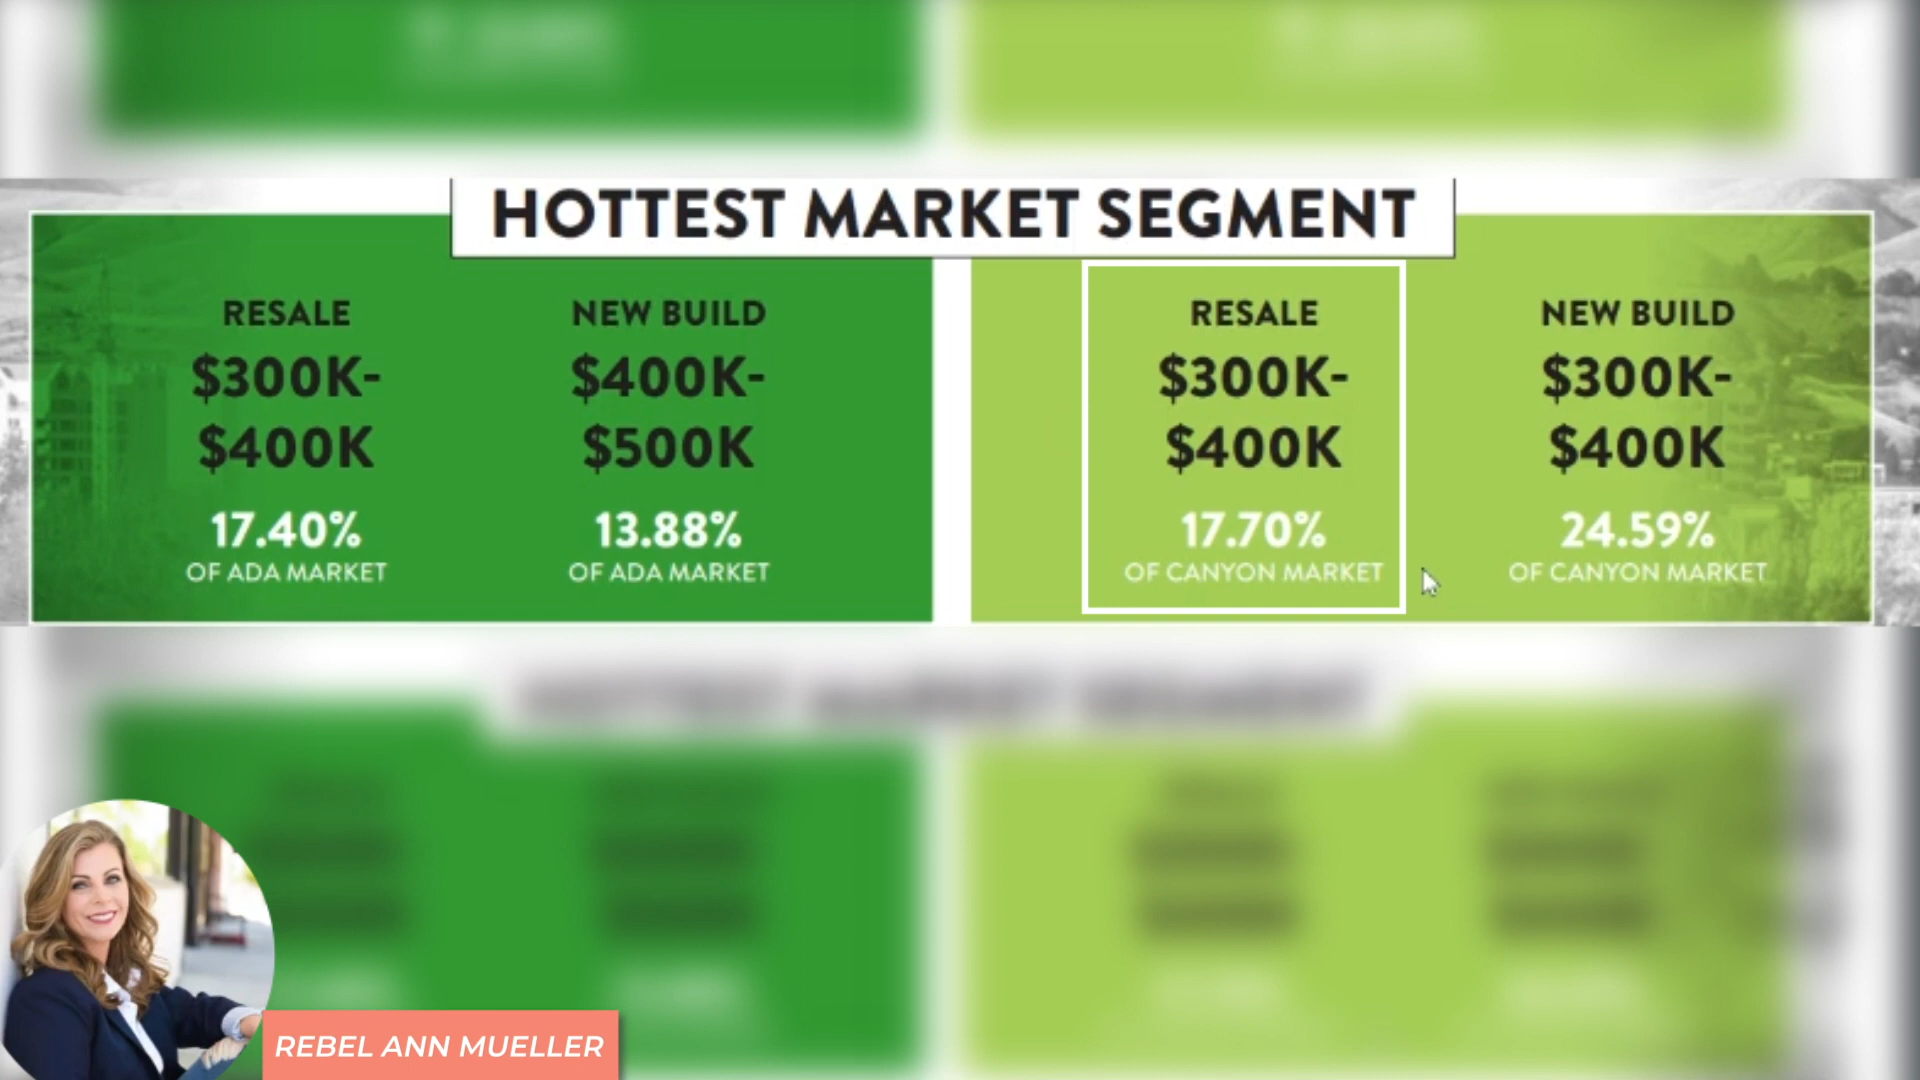 HOTTEST MARKET SEGMENT
RESALE
$300K-
$400K
17.40%
OF ADA MARKET
NEW BUILD
$400K-
$500K
13.88%
OF ADA MARKET
RESALE
$300K-
$400K
17.70%
OF CANYON MARKET
NEW BUILD
$300K-
$400K
24.59%
OF CANYON MARKET
REBEL ANN MUELLER